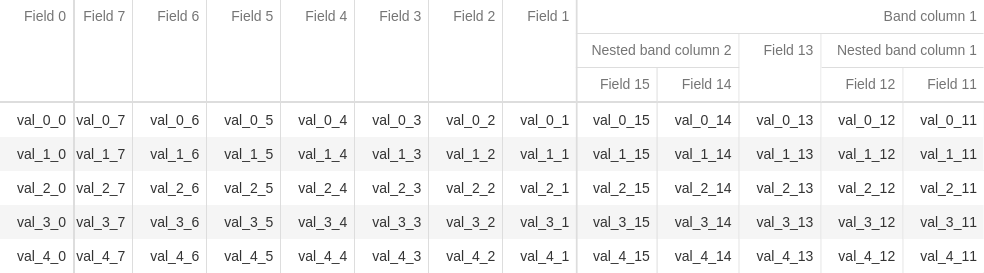 Field 0 Field 7 Field 6 Field 5 Field 4 Field 3 Field 2 Field 1 Band column 1
Nested band column 2 Field 13 Nested band column 1
Field 15 Field 14 Field 12 Field 11
val_0_0 val_0_7 val_0_6 val_0_5 val_0_4 val_0_3 val_0_2 val_0_1 val_0_15 val_0_14 val_0_13 val_0_12 val_0_11
val_1_0 val_1_7 val_1_6 val_1_5 val_1_4 val_1_3 val_1_2 val_1_1 val_1_15 val_1_14 val_1_13 val_1_12 val_1_11
val_2_0 val_2_7 val_2_6 val_2_5 val_2_4 val_2_3 val_2_2 val_2_1 val_2_15 val_2_14 val_2_13 val_2_12 val_2_11
val_3_0 val_3_7 val_3_6 val_3_5 val_3_4 val_3_3 val_3_2 val_3_1 val_3_15 val_3_14 val_3_13 val_3_12 val_3_11
val_4_0 val_4_7 val_4_6 val_4_5 val_4_4 val_4_3 val_4_2 val_4_1 val_4_15 val_4_14 val_4_13 val_4_12 val_4_11